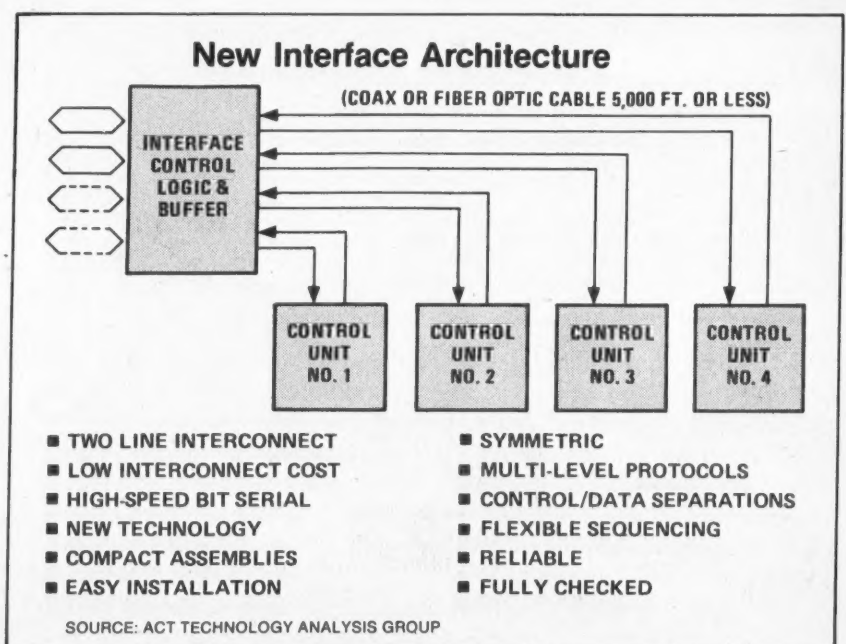 New Interface Architecture
(COAX OR FIBER OPTIC CABLE 5,000 FT. OR LESS)
INTERFACE
CONTROL
LOGIC &
BUFFER
CONTROL
UNIT
NO. 1
CONTROL
UNIT
NO. 2
CONTROL
UNIT
NO. 3
CONTROL
UNIT
NO. 4
■ TWO LINE INTERCONNECT
■ LOW INTERCONNECT COST
■ HIGH-SPEED BIT SERIAL
■ NEW TECHNOLOGY
■ COMPACT ASSEMBLIES
■ EASY INSTALLATION
■ SYMMETRIC
■ MULTI-LEVEL PROTOCOLS
■ CONTROL/DATA SEPARATIONS
■ FLEXIBLE SEQUENCING
■ RELIABLE
■ FULLY CHECKED
SOURCE: ACT TECHNOLOGY ANALYSIS GROUP